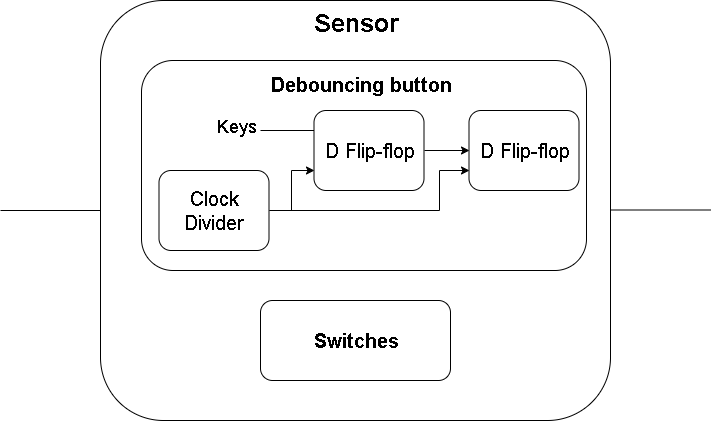 Sensor
Debouncing button
Keys
D Flip-flop
D Flip-flop
Clock
Divider
Switches